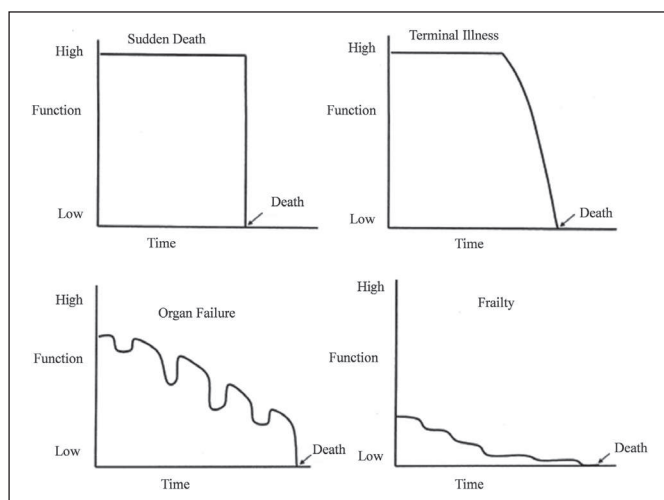 Sudden Death
High
Function
Low
Death
Time
Terminal Illness
High
Function
Low
Death
Time
Organ Failure
High
Function
Low
Death
Time
Frailty
High
Function
Low
Death
Time